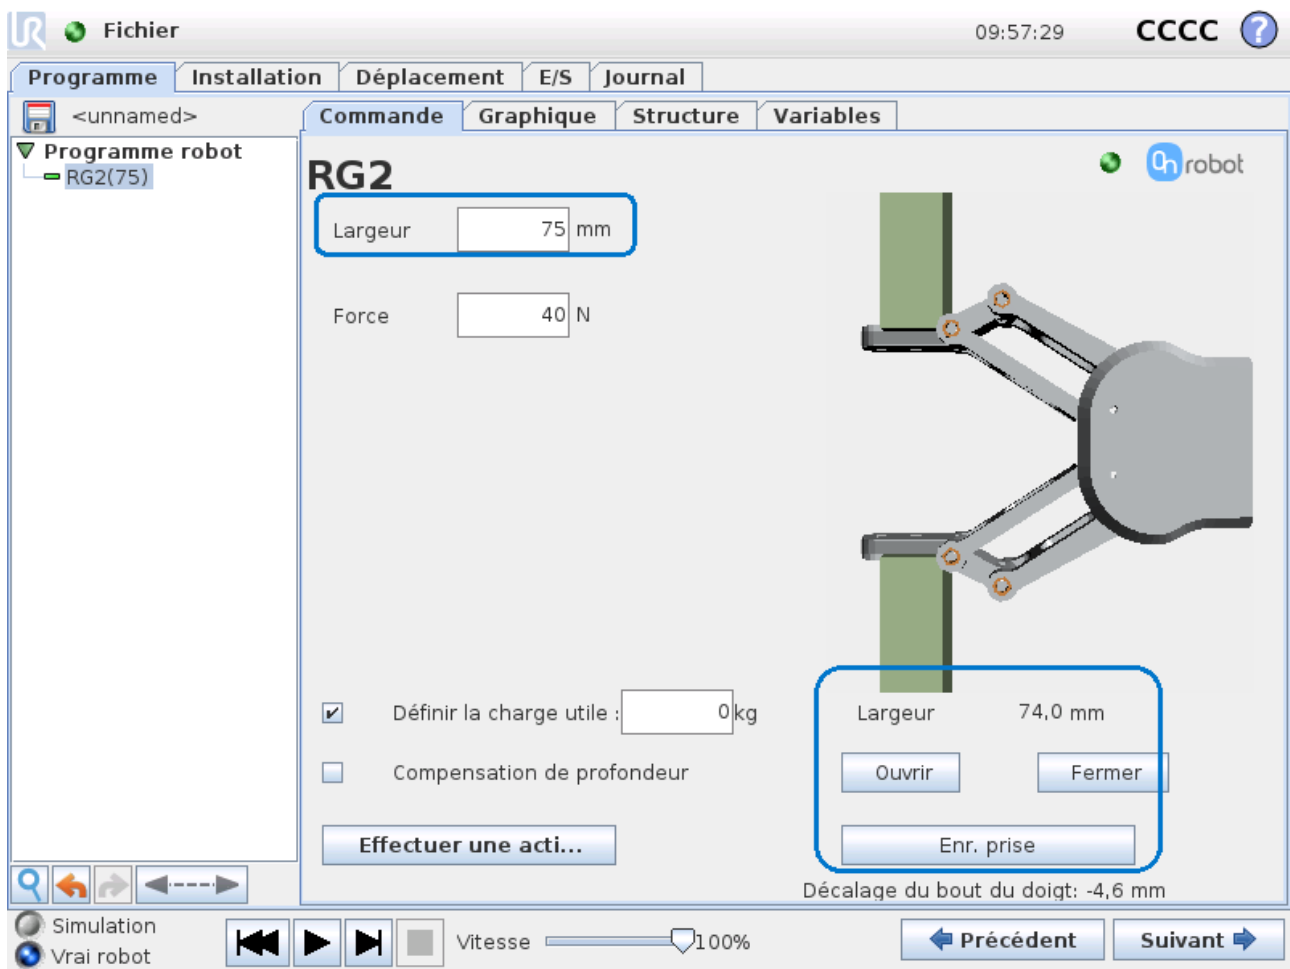 UR Fichier 09:57:29 CCCC ?
Programme Installation Déplacement E/S Journal
<unnamed> Commande Graphique Structure Variables
Programme robot
RG2(75)
RG2
On robot
Largeur 75 mm
Force 40 N
Définir la charge utile : 0 kg
Largeur 74,0 mm
Compensation de profondeur
Ouvrir Fermer
Effectuer une acti...
Enr. prise
Décalage du bout du doigt: -4,6 mm
Simulation
Vrai robot
Vitesse 100%
Précédent Suivant